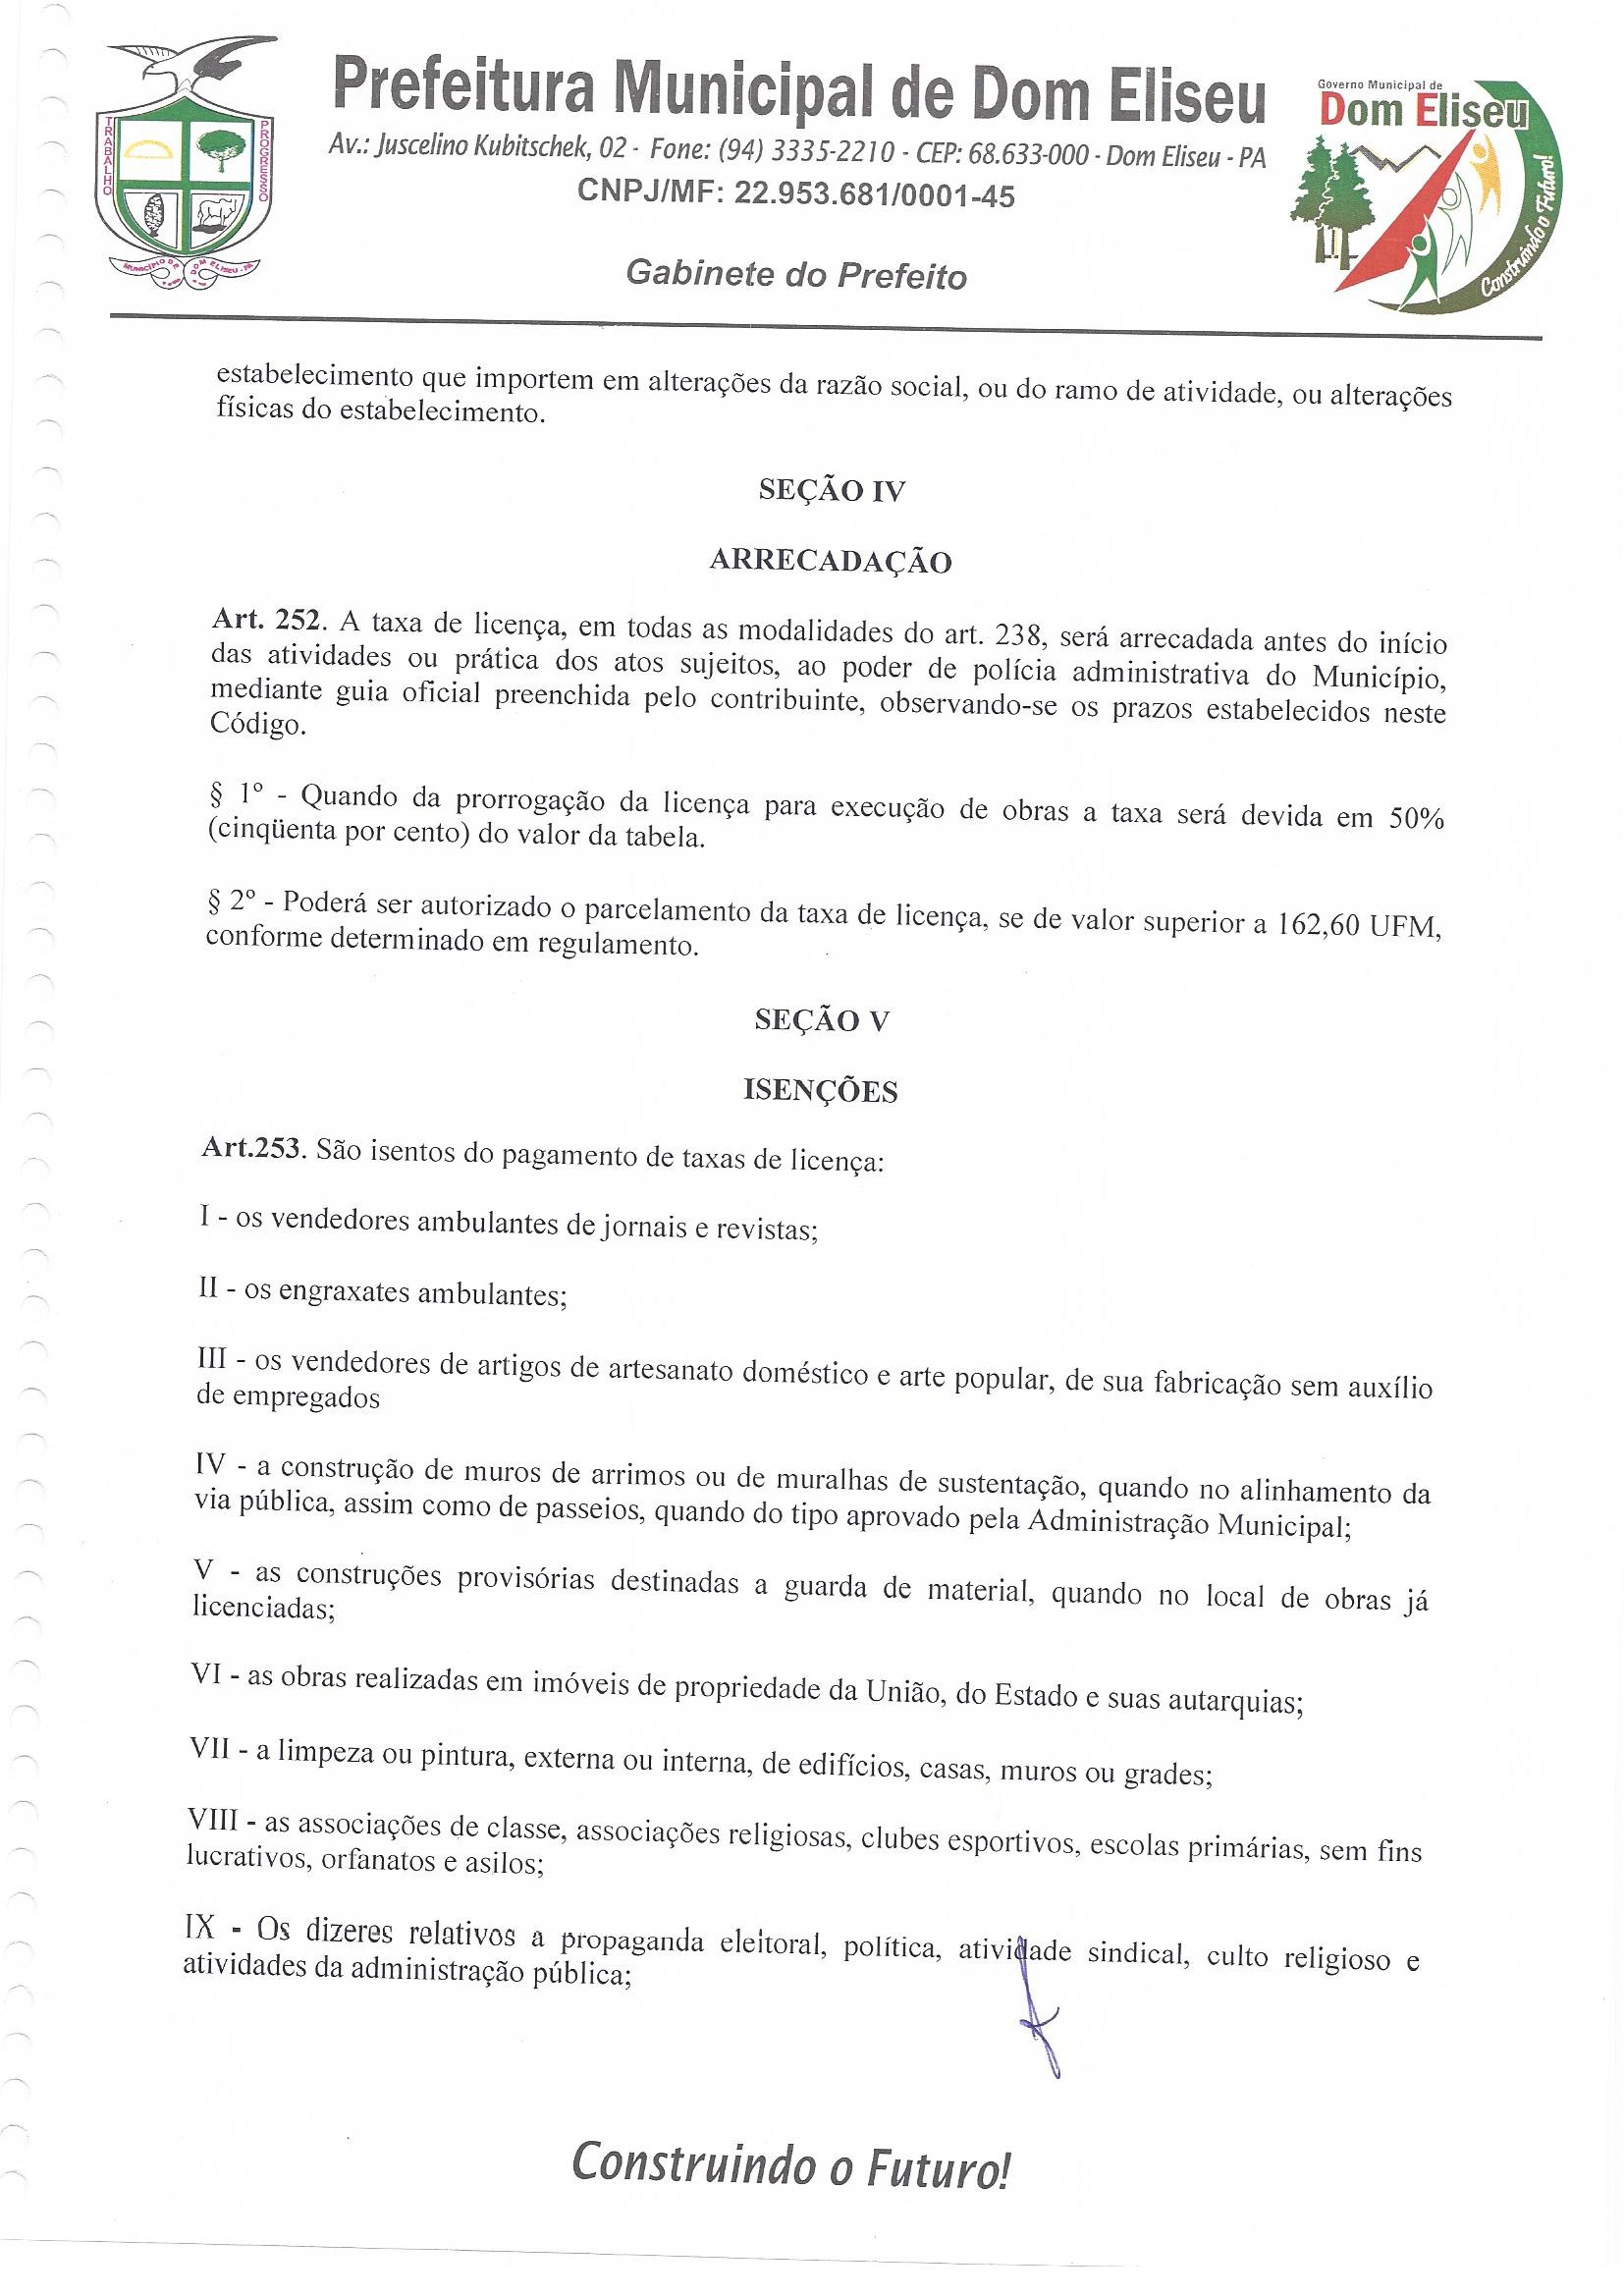 TRABALHO
PROGRESSO
MUNICÍPIO DE DOM ELISEU - PA
Prefeitura Municipal de Dom Eliseu
Av.: Juscelino Kubitschek, 02 - Fone: (94) 3335-2210 - CEP: 68.633-000 - Dom Eliseu - PA
CNPJ/MF: 22.953.681/0001-45
Gabinete do Prefeito
Governo Municipal de
Dom Eliseu
Construindo o Futuro!
estabelecimento que importem em alterações da razão social, ou do ramo de atividade, ou alterações
físicas do estabelecimento.
SEÇÃO IV
ARRECADAÇÃO
Art. 252. A taxa de licença, em todas as modalidades do art. 238, será arrecadada antes do início
das atividades ou prática dos atos sujeitos, ao poder de polícia administrativa do Município,
mediante guia oficial preenchida pelo contribuinte, observando-se os prazos estabelecidos neste
Código.
§ 1º - Quando da prorrogação da licença para execução de obras a taxa será devida em 50%
(cinqüenta por cento) do valor da tabela.
§ 2º - Poderá ser autorizado o parcelamento da taxa de licença, se de valor superior a 162,60 UFM,
conforme determinado em regulamento.
SEÇÃO V
ISENÇÕES
Art.253. São isentos do pagamento de taxas de licença:
I - os vendedores ambulantes de jornais e revistas;
II - os engraxates ambulantes;
III - os vendedores de artigos de artesanato doméstico e arte popular, de sua fabricação sem auxílio
de empregados
IV - a construção de muros de arrimos ou de muralhas de sustentação, quando no alinhamento da
via pública, assim como de passeios, quando do tipo aprovado pela Administração Municipal;
V - as construções provisórias destinadas a guarda de material, quando no local de obras já
licenciadas;
VI - as obras realizadas em imóveis de propriedade da União, do Estado e suas autarquias;
VII - a limpeza ou pintura, externa ou interna, de edifícios, casas, muros ou grades;
VIII - as associações de classe, associações religiosas, clubes esportivos, escolas primárias, sem fins
lucrativos, orfanatos e asilos;
IX - Os dizeres relativos a propaganda eleitoral, política, atividade sindical, culto religioso e
atividades da administração pública;
Construindo o Futuro!